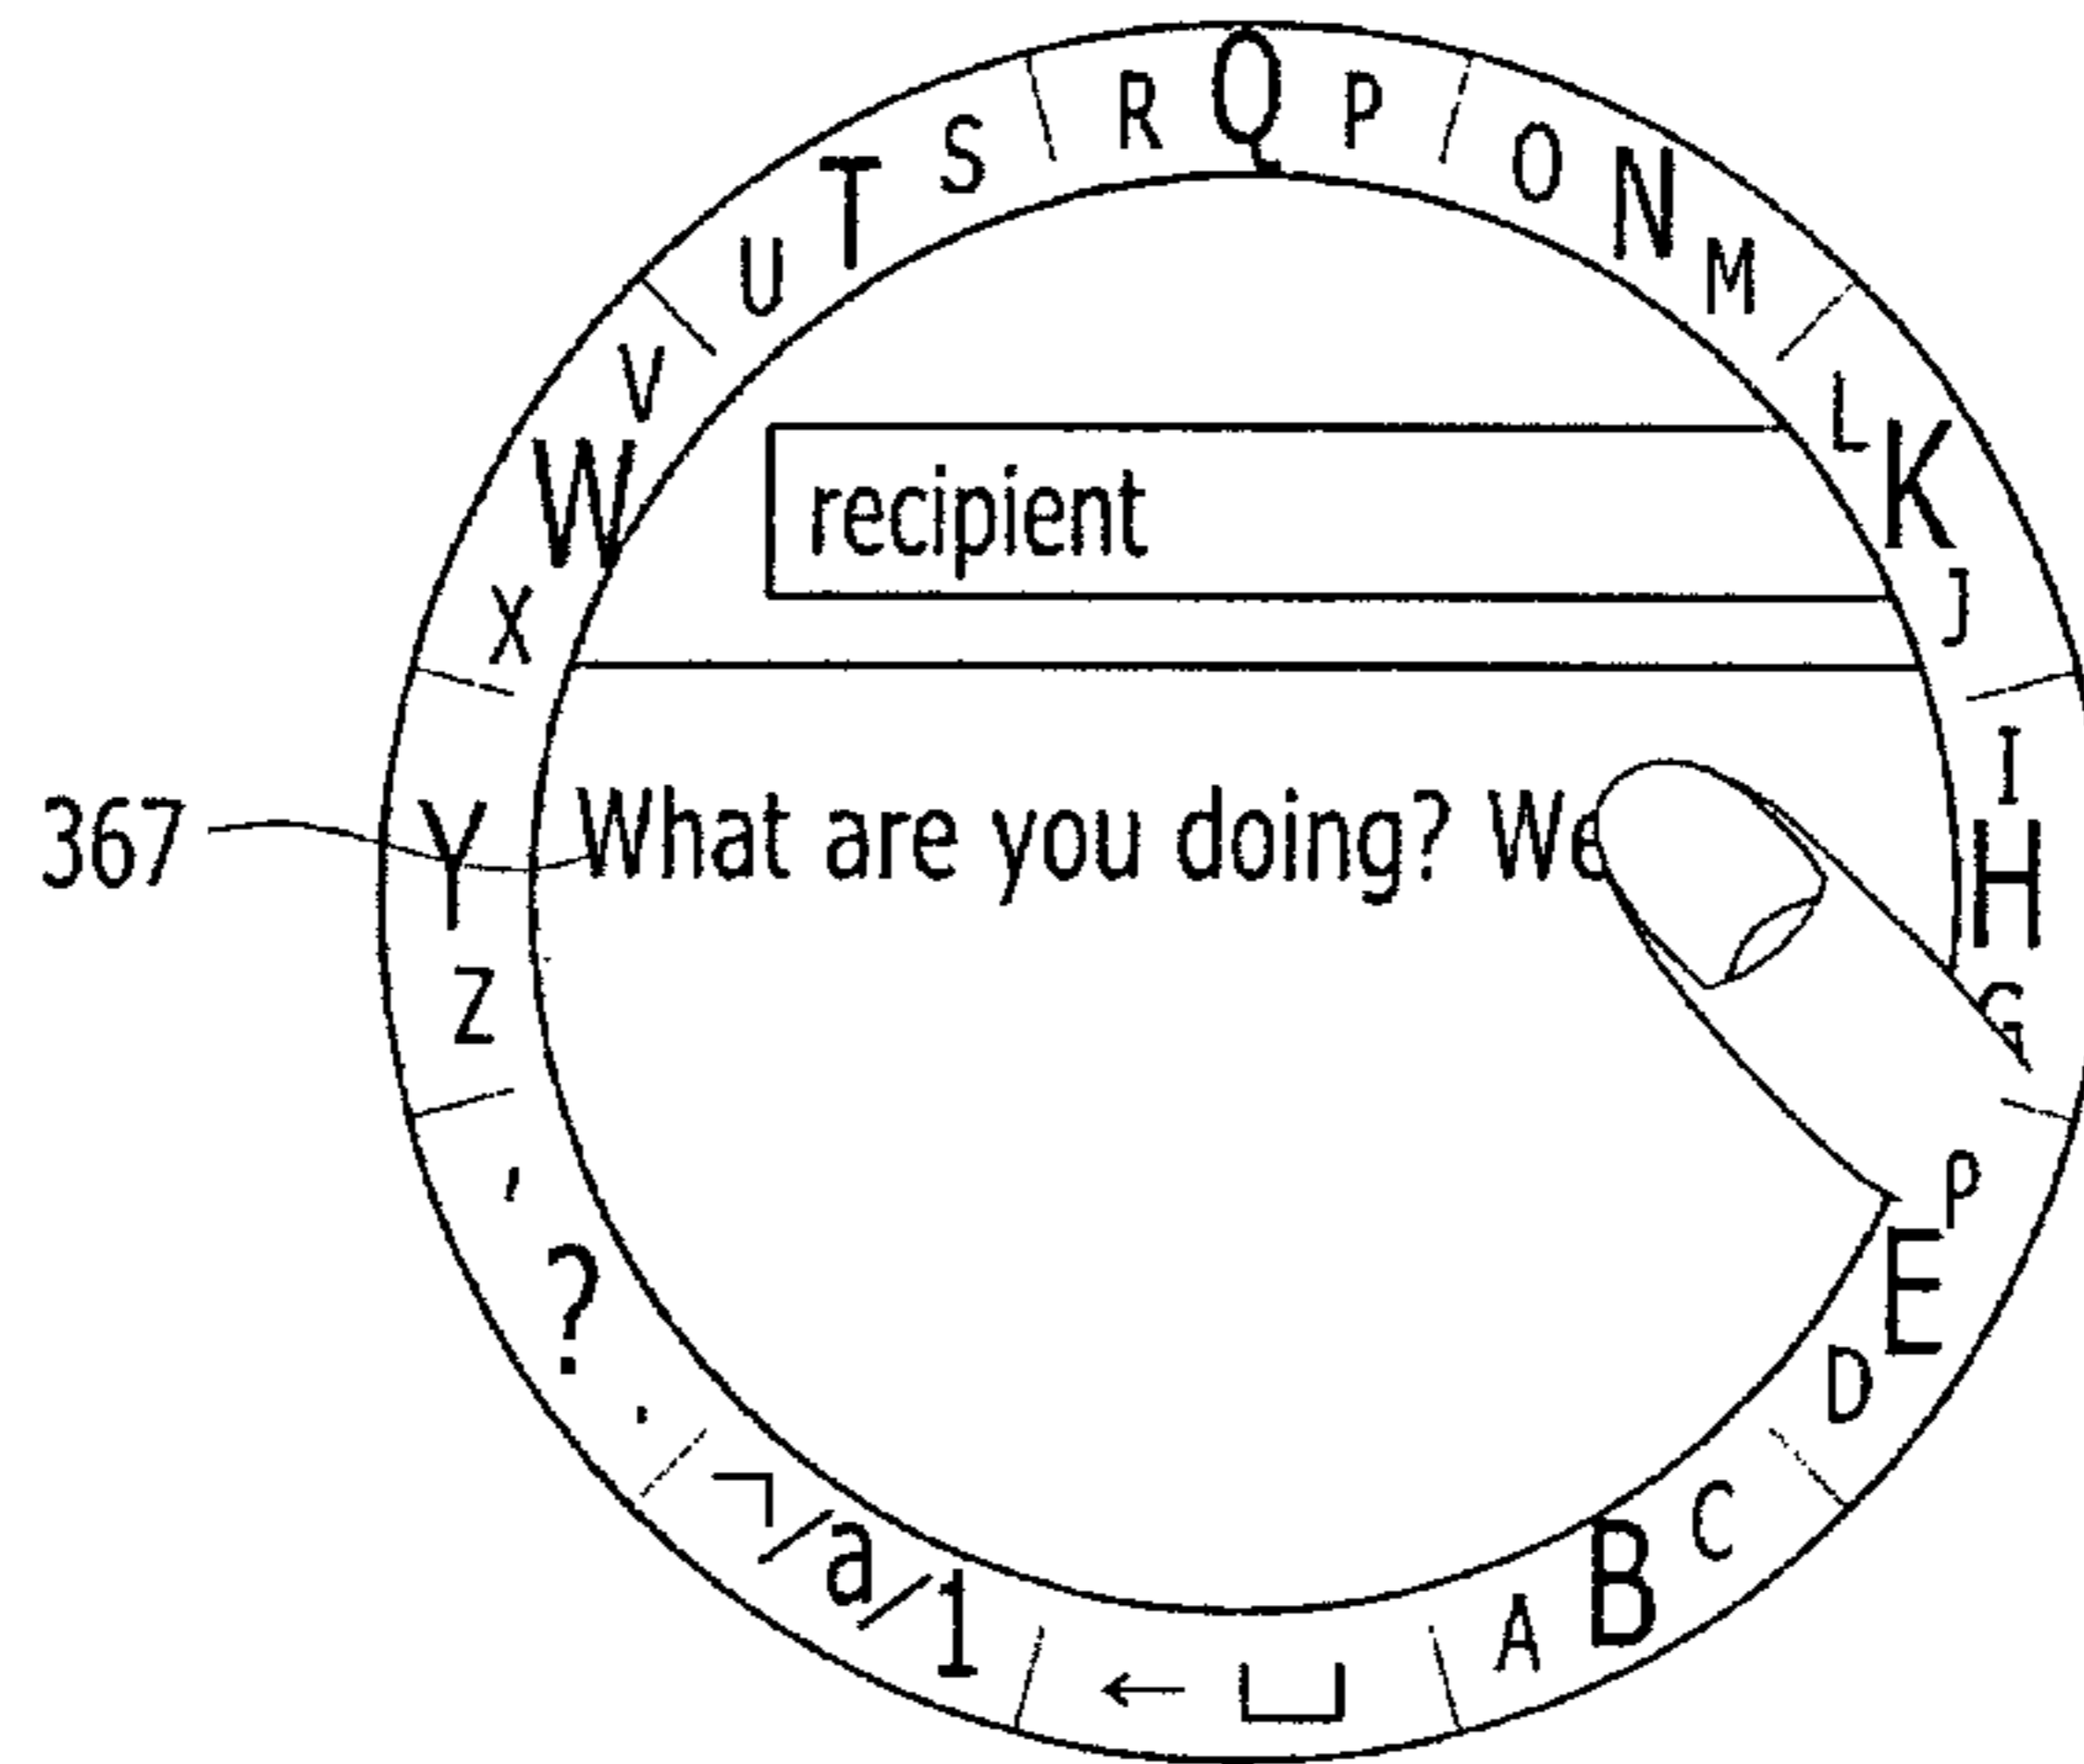 R Q P
U T S
O N M
V W X
L K J
recipient
I H G
367
Y Z
What are you doing? We
, ? .
P E D
ㄱ/a/1
A B C
← ␣